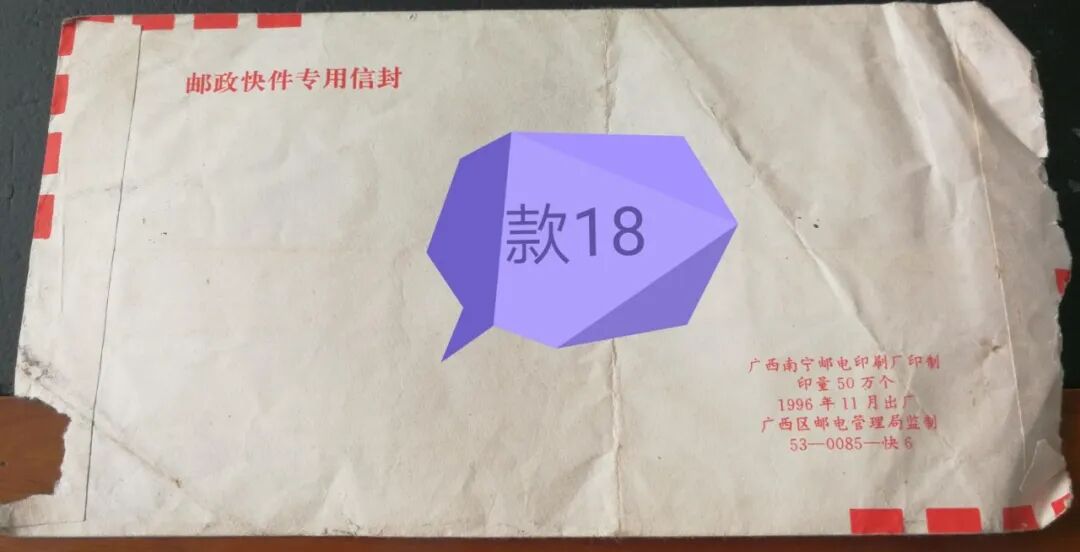 邮政快件专用信封
款18
广西南宁邮电印刷厂印制
印量50万个
1996年11月出厂
广西区邮电管理局监制
53—0085—快6